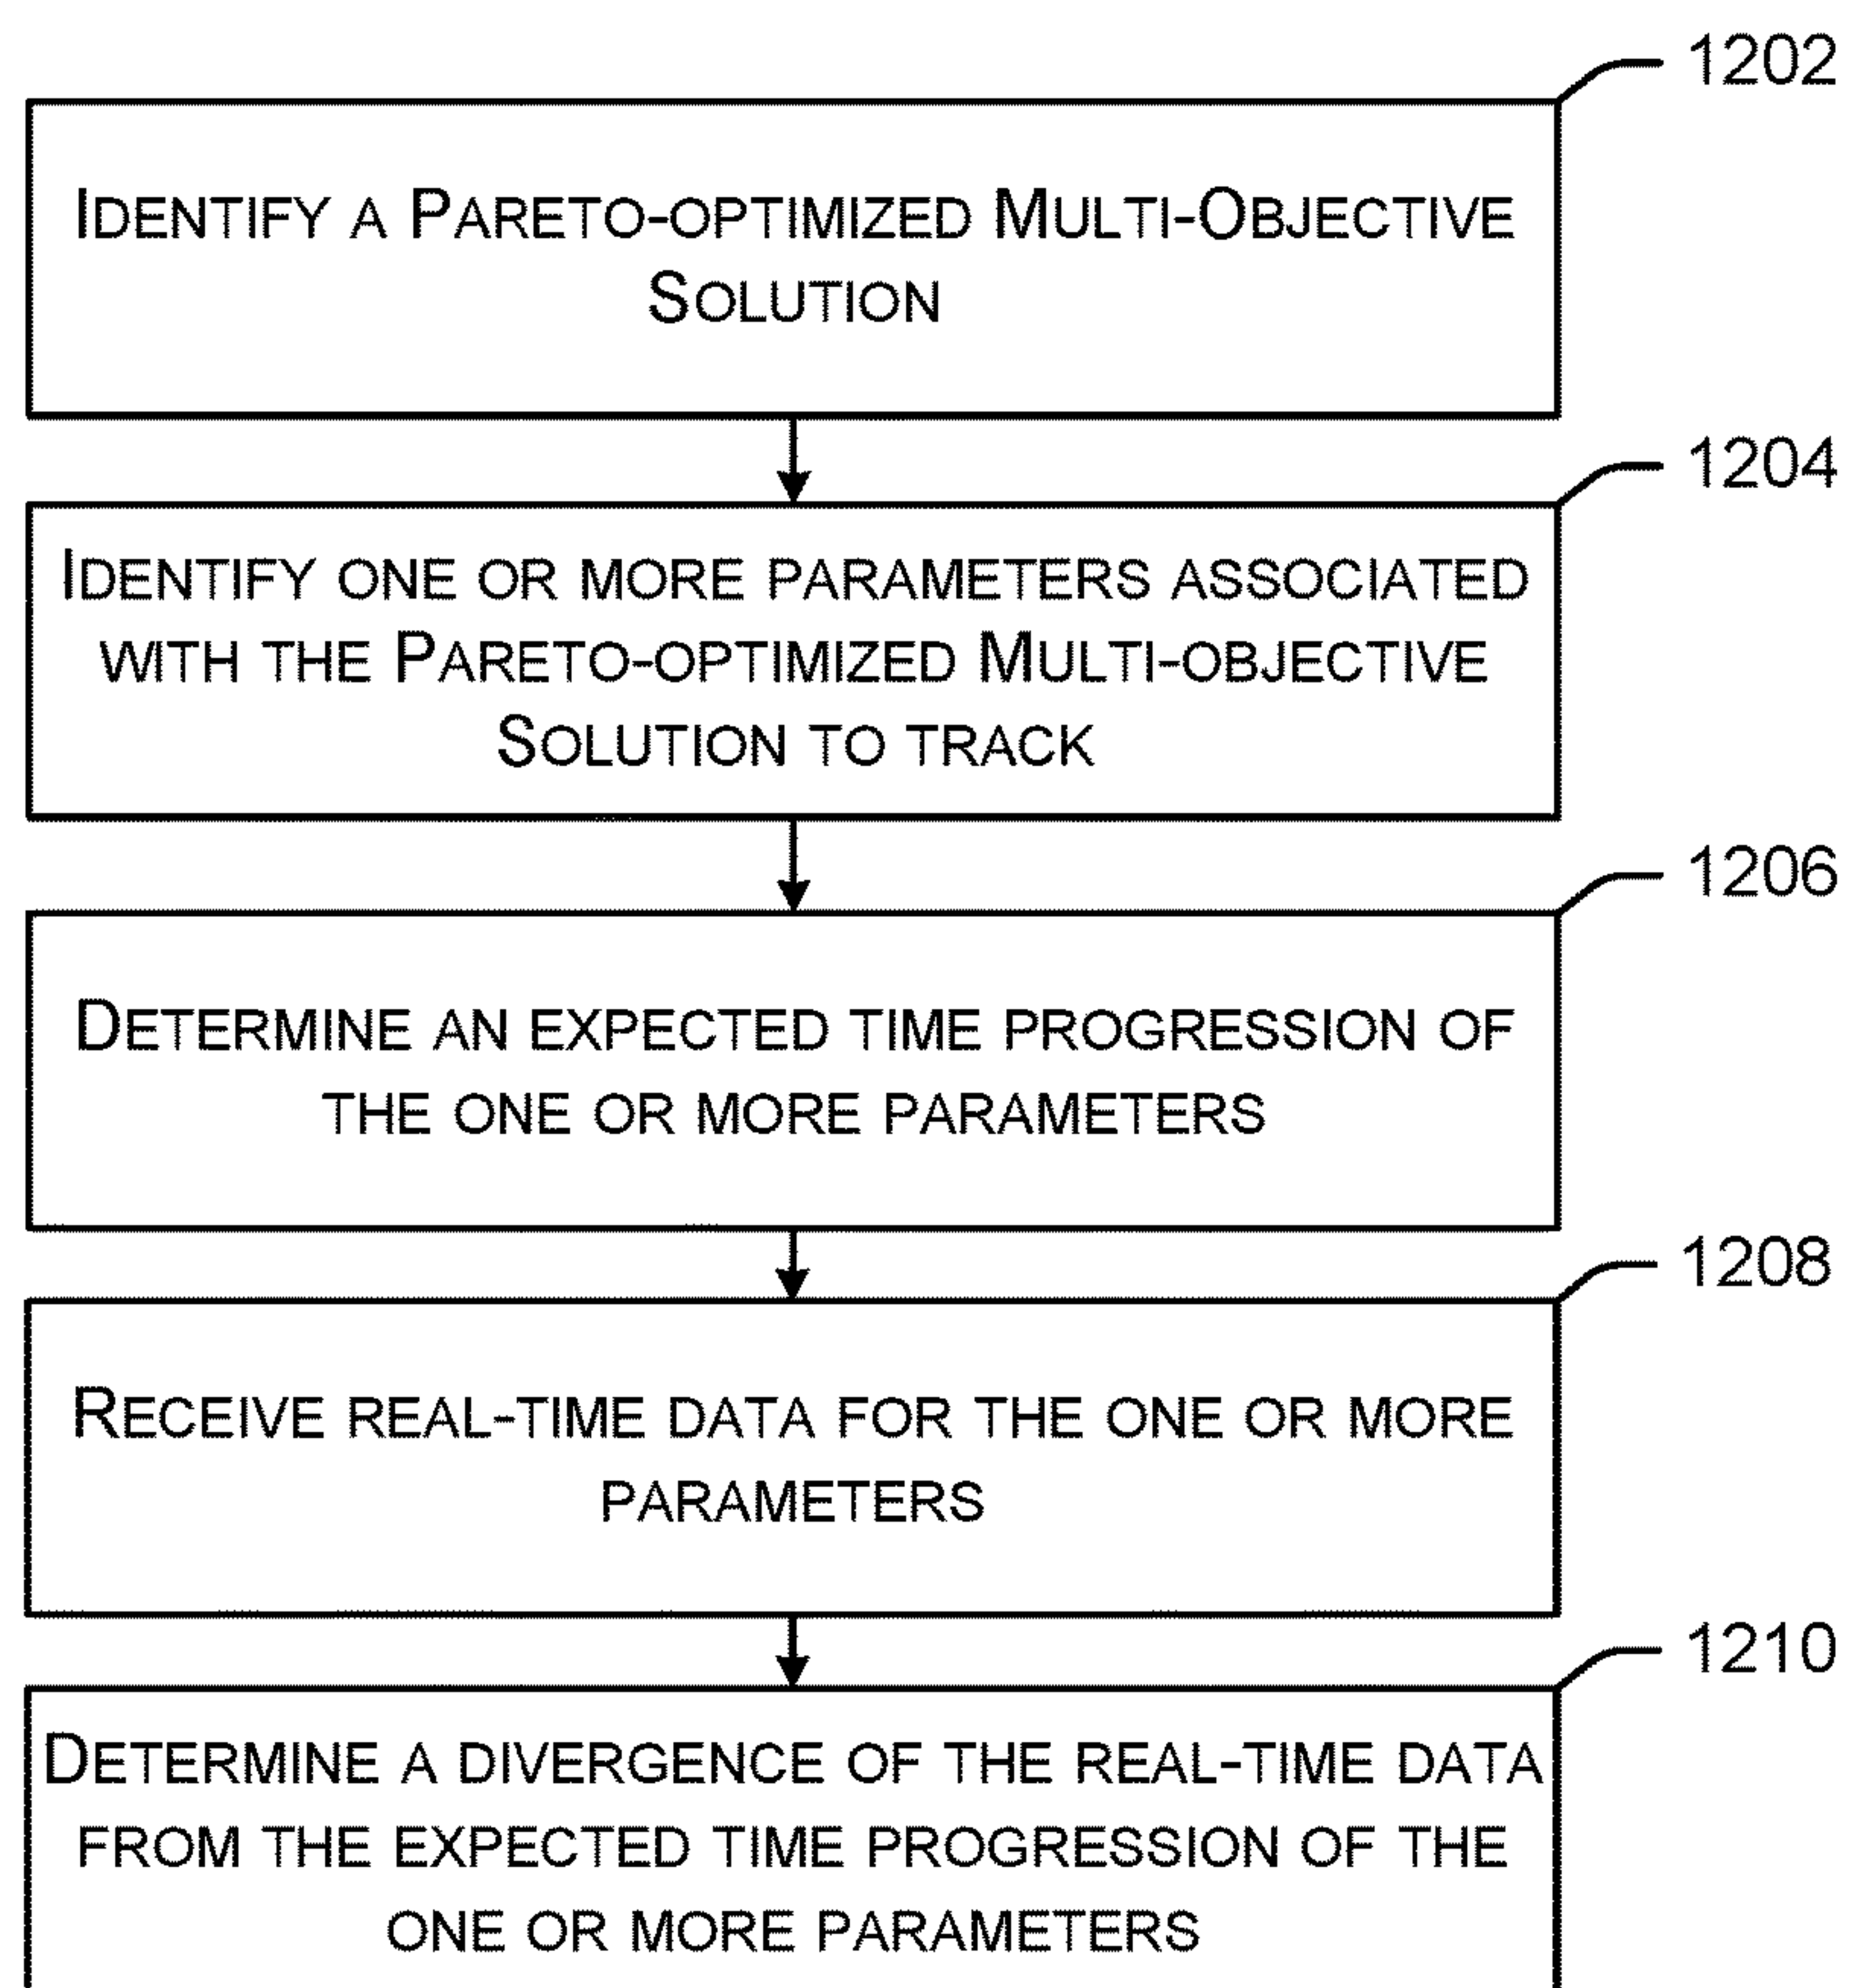 1202
IDENTIFY A PARETO-OPTIMIZED MULTI-OBJECTIVE
SOLUTION
1204
IDENTIFY ONE OR MORE PARAMETERS ASSOCIATED
WITH THE PARETO-OPTIMIZED MULTI-OBJECTIVE
SOLUTION TO TRACK
1206
DETERMINE AN EXPECTED TIME PROGRESSION OF
THE ONE OR MORE PARAMETERS
1208
RECEIVE REAL-TIME DATA FOR THE ONE OR MORE
PARAMETERS
1210
DETERMINE A DIVERGENCE OF THE REAL-TIME DATA
FROM THE EXPECTED TIME PROGRESSION OF THE
ONE OR MORE PARAMETERS